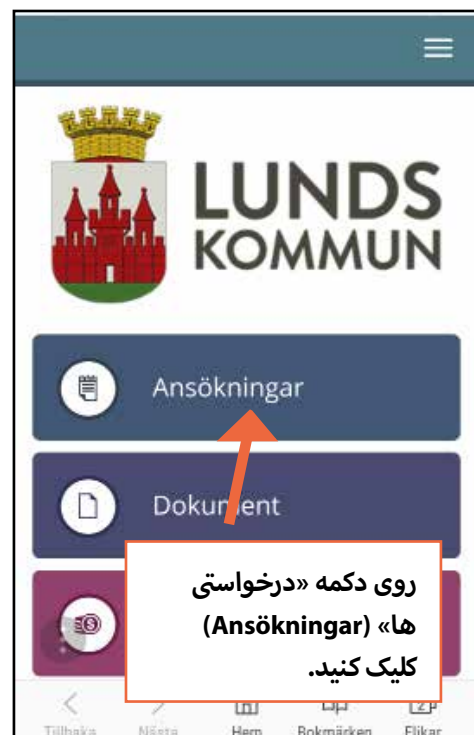 LUNDS
KOMMUN
Ansökningar
Dokument
روی دکمه «درخواستی
ها» (Ansökningar)
کلیک کنید.
Tillbaka Nästa Hem Bokmärken Flikar